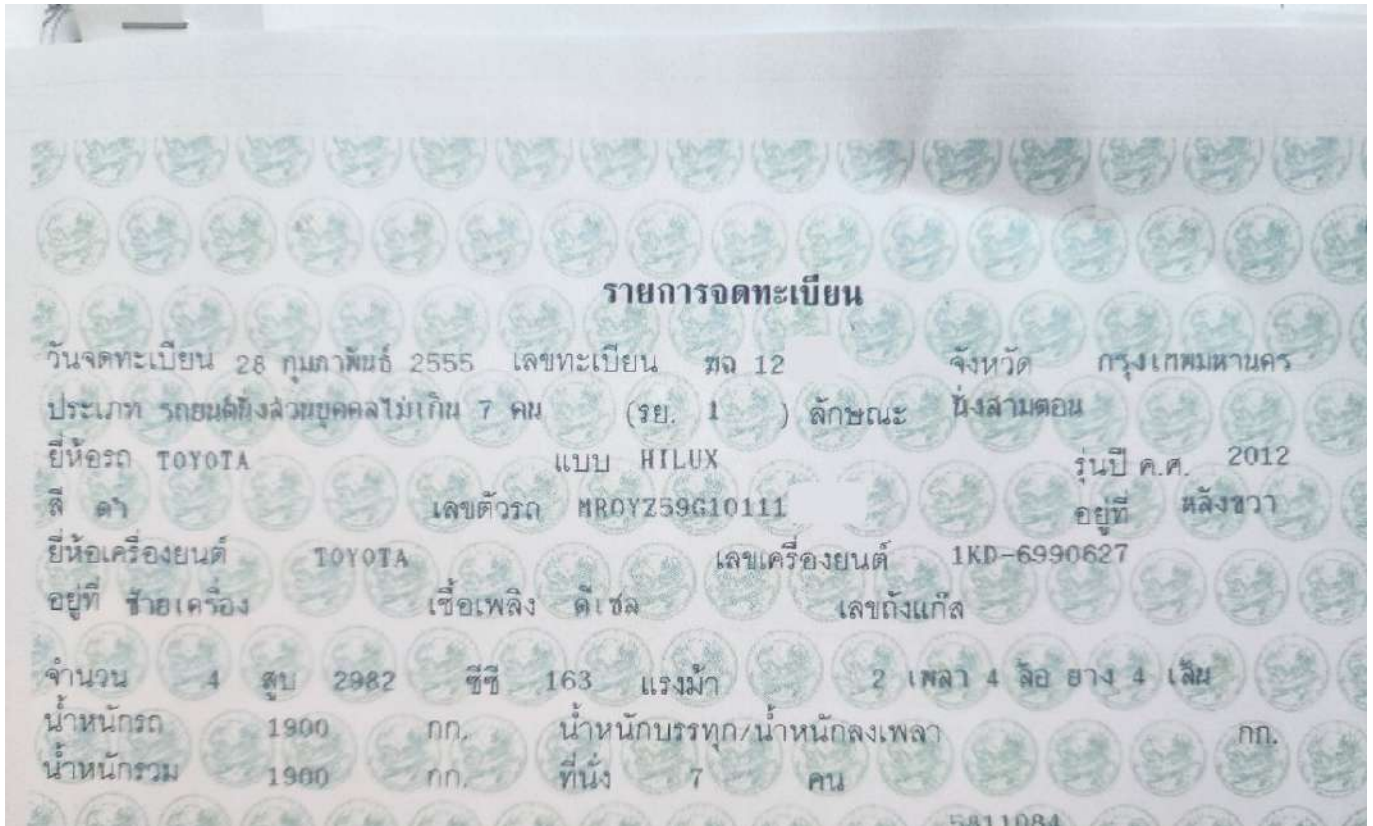 รายการจดทะเบียน
วันจดทะเบียน 28 กุมภาพันธ์ 2555 เลขทะเบียน ฆฉ 12 จังหวัด กรุงเทพมหานคร
ประเภท รถยนต์นั่งส่วนบุคคลไม่เกิน 7 คน (รย. 1 ) ลักษณะ นั่งสามตอน
ยี่ห้อรถ TOYOTA แบบ HILUX รุ่นปี ค.ศ. 2012
สี ดำ เลขตัวรถ MR0YZ59G10111 อยู่ที่ หลังขวา
ยี่ห้อเครื่องยนต์ TOYOTA เลขเครื่องยนต์ 1KD-6990627
อยู่ที่ ซ้ายเครื่อง เชื้อเพลิง ดีเซล เลขถังแก๊ส
จำนวน 4 สูบ 2982 ซีซี 163 แรงม้า 2 เพลา 4 ล้อ ยาง 4 เส้น
น้ำหนักรถ 1900 กก. น้ำหนักบรรทุก/น้ำหนักลงเพลา กก.
น้ำหนักรวม 1900 กก. ที่นั่ง 7 คน
5811084